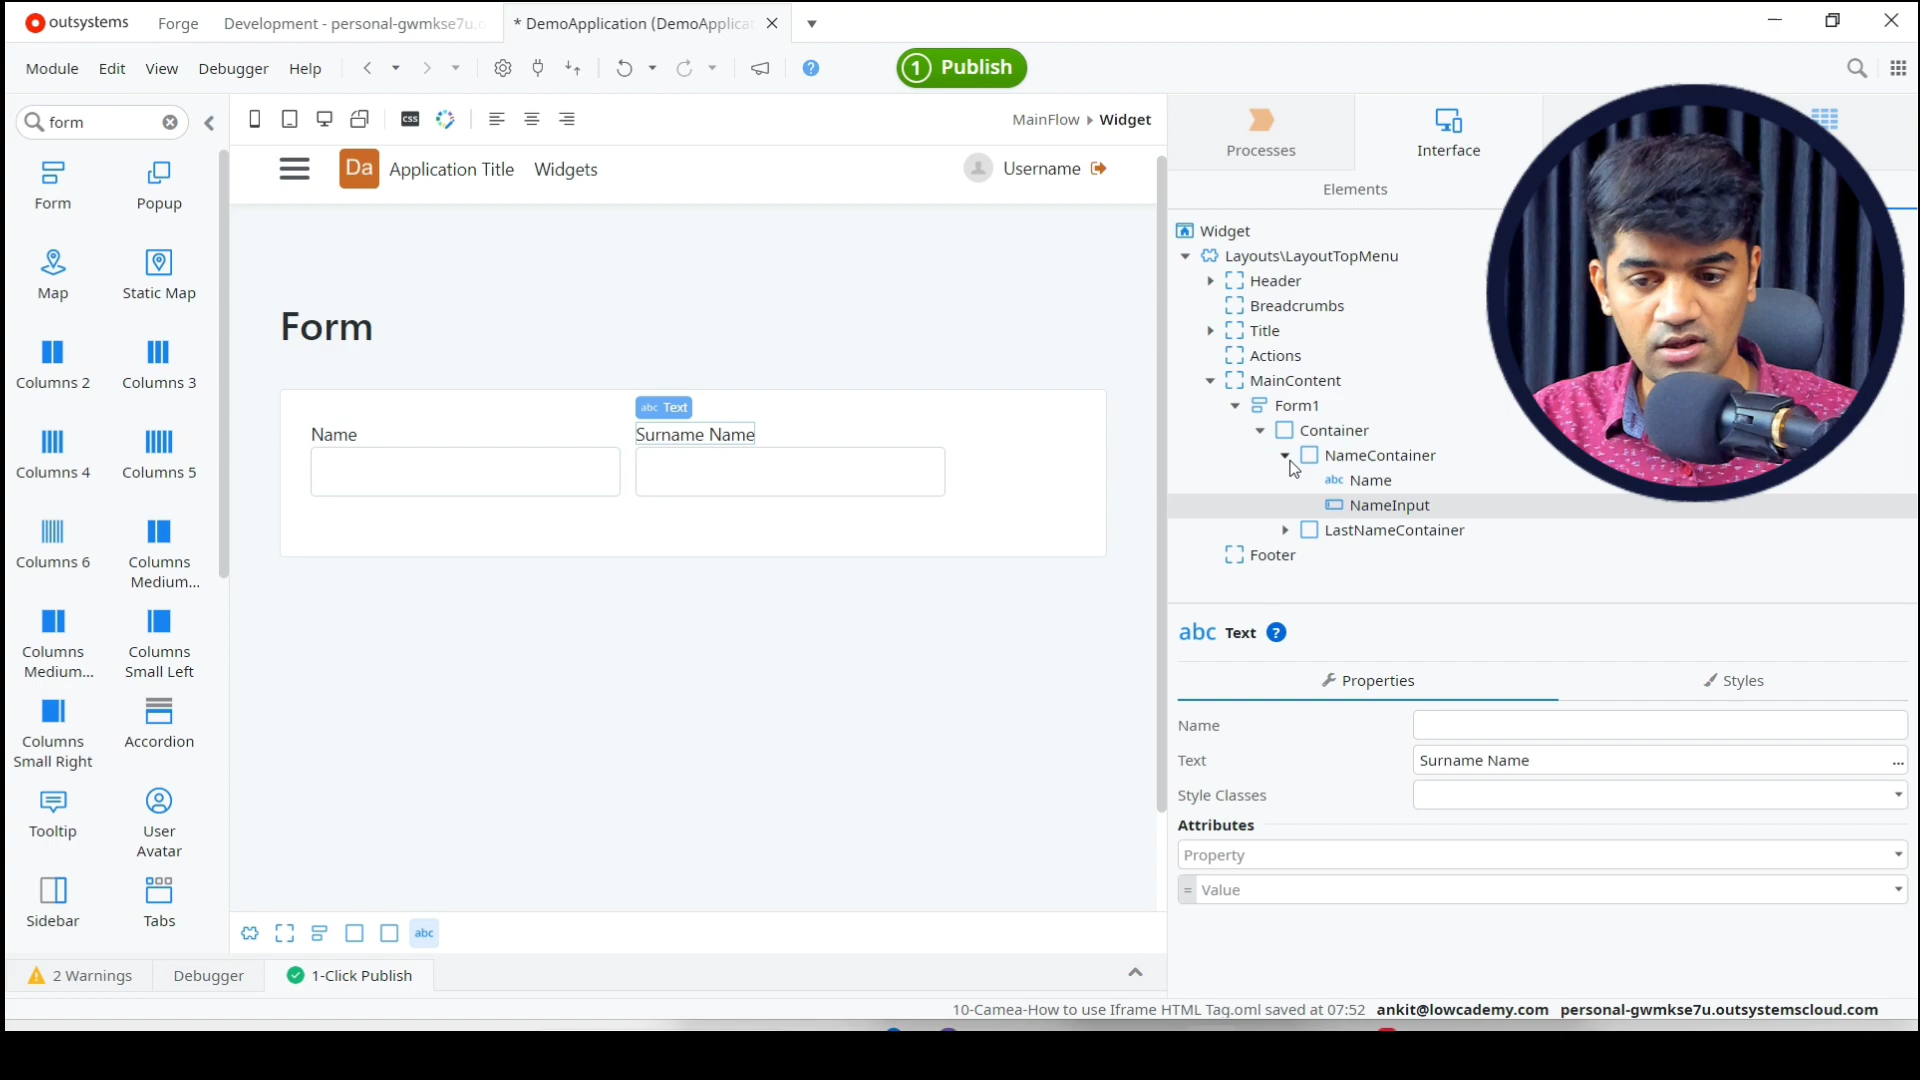 outsystems Forge Development - personal-gwmkse7u.o * DemoApplication (DemoApplicat
Module Edit View Debugger Help 1 Publish
form
CSS
MainFlow Widget
Processes
Interface
Elements
Form
Popup
Map
Static Map
Columns 2
Columns 3
Columns 4
Columns 5
Columns 6
Columns
Medium...
Columns
Medium...
Columns
Small Left
Columns
Small Right
Accordion
Tooltip
User
Avatar
Sidebar
Tabs
Da Application Title Widgets
Username
Form
abc Text
Name
Surname Name
Widget
Layouts\LayoutTopMenu
Header
Breadcrumbs
Title
Actions
MainContent
Form1
Container
NameContainer
abc Name
NameInput
LastNameContainer
Footer
abc Text ?
Properties
Styles
Name
Text Surname Name ...
Style Classes
Attributes
Property
= Value
abc
2 Warnings Debugger 1-Click Publish
10-Camea-How to use Iframe HTML Tag.oml saved at 07:52 ankit@lowcademy.com personal-gwmkse7u.outsystemscloud.com